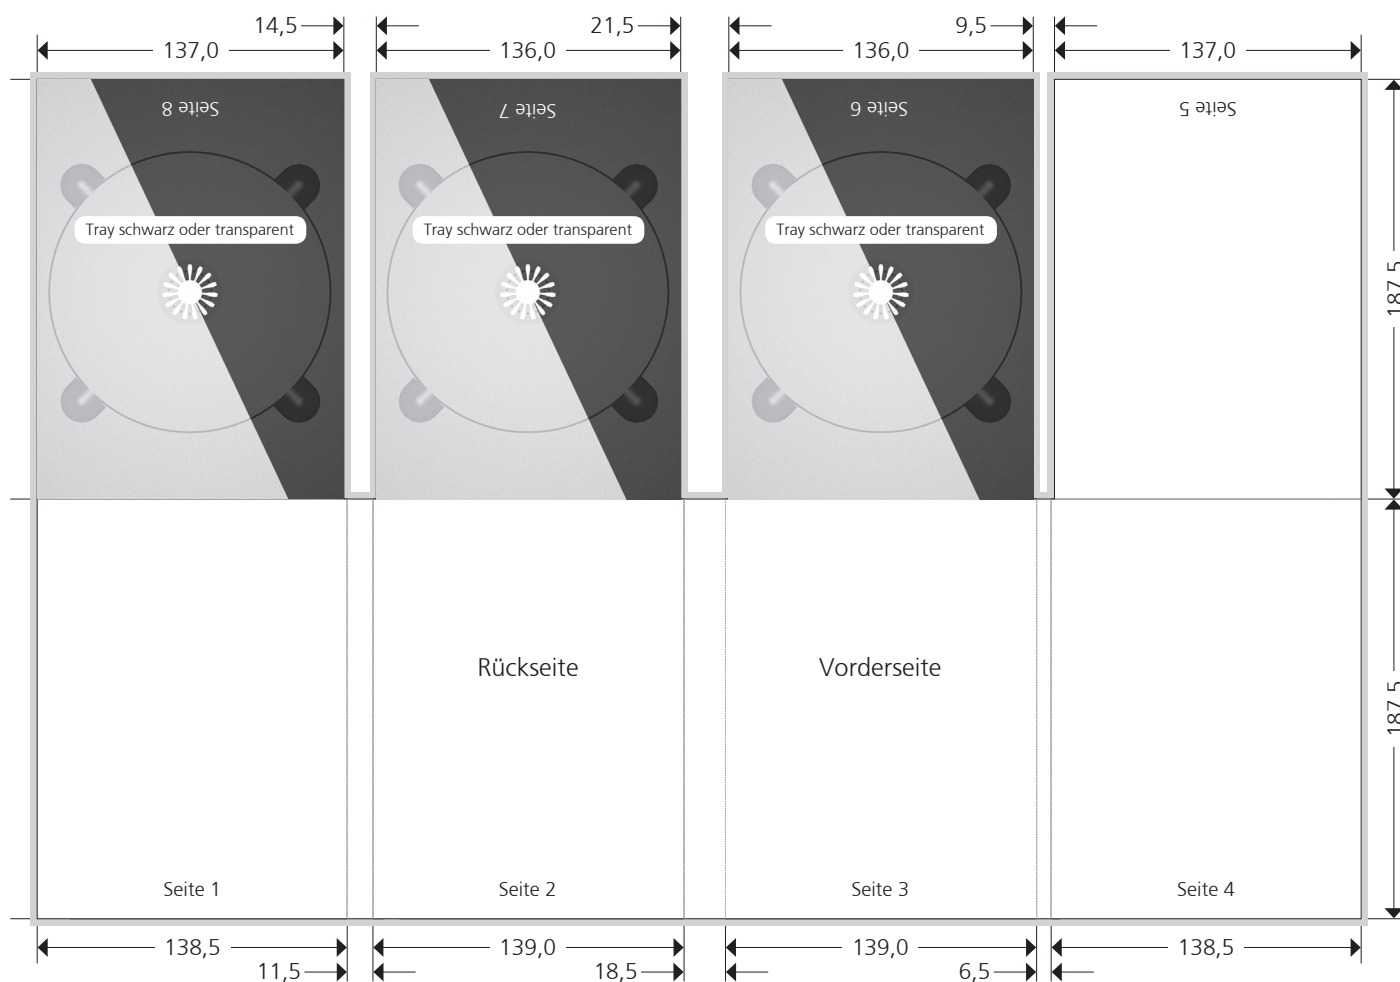 14,5 21,5 9,5
137,0 136,0 136,0 137,0
Seite 8 Seite 7 Seite 6 Seite 5
Tray schwarz oder transparent Tray schwarz oder transparent Tray schwarz oder transparent
187,5
Rückseite Vorderseite
187,5
Seite 1 Seite 2 Seite 3 Seite 4
138,5 139,0 139,0 138,5
11,5 18,5 6,5